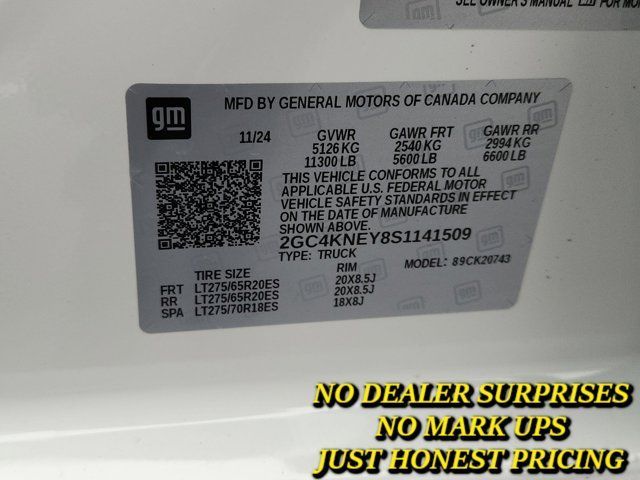 SEE OWNER'S MANUAL FOR MOR
gm
MFD BY GENERAL MOTORS OF CANADA COMPANY
11/24 GVWR GAWR FRT GAWR RR
5126 KG 2540 KG 2994 KG
11300 LB 5600 LB 6600 LB
THIS VEHICLE CONFORMS TO ALL
APPLICABLE U.S. FEDERAL MOTOR
VEHICLE SAFETY STANDARDS IN EFFECT
ON THE DATE OF MANUFACTURE
SHOWN ABOVE.
2GC4KNEY8S1141509
TYPE: TRUCK MODEL: 89CK20743
TIRE SIZE RIM
FRT LT275/65R20ES 20X8.5J
RR LT275/65R20ES 20X8.5J
SPA LT275/70R18ES 18X8J
NO DEALER SURPRISES
NO MARK UPS
JUST HONEST PRICING